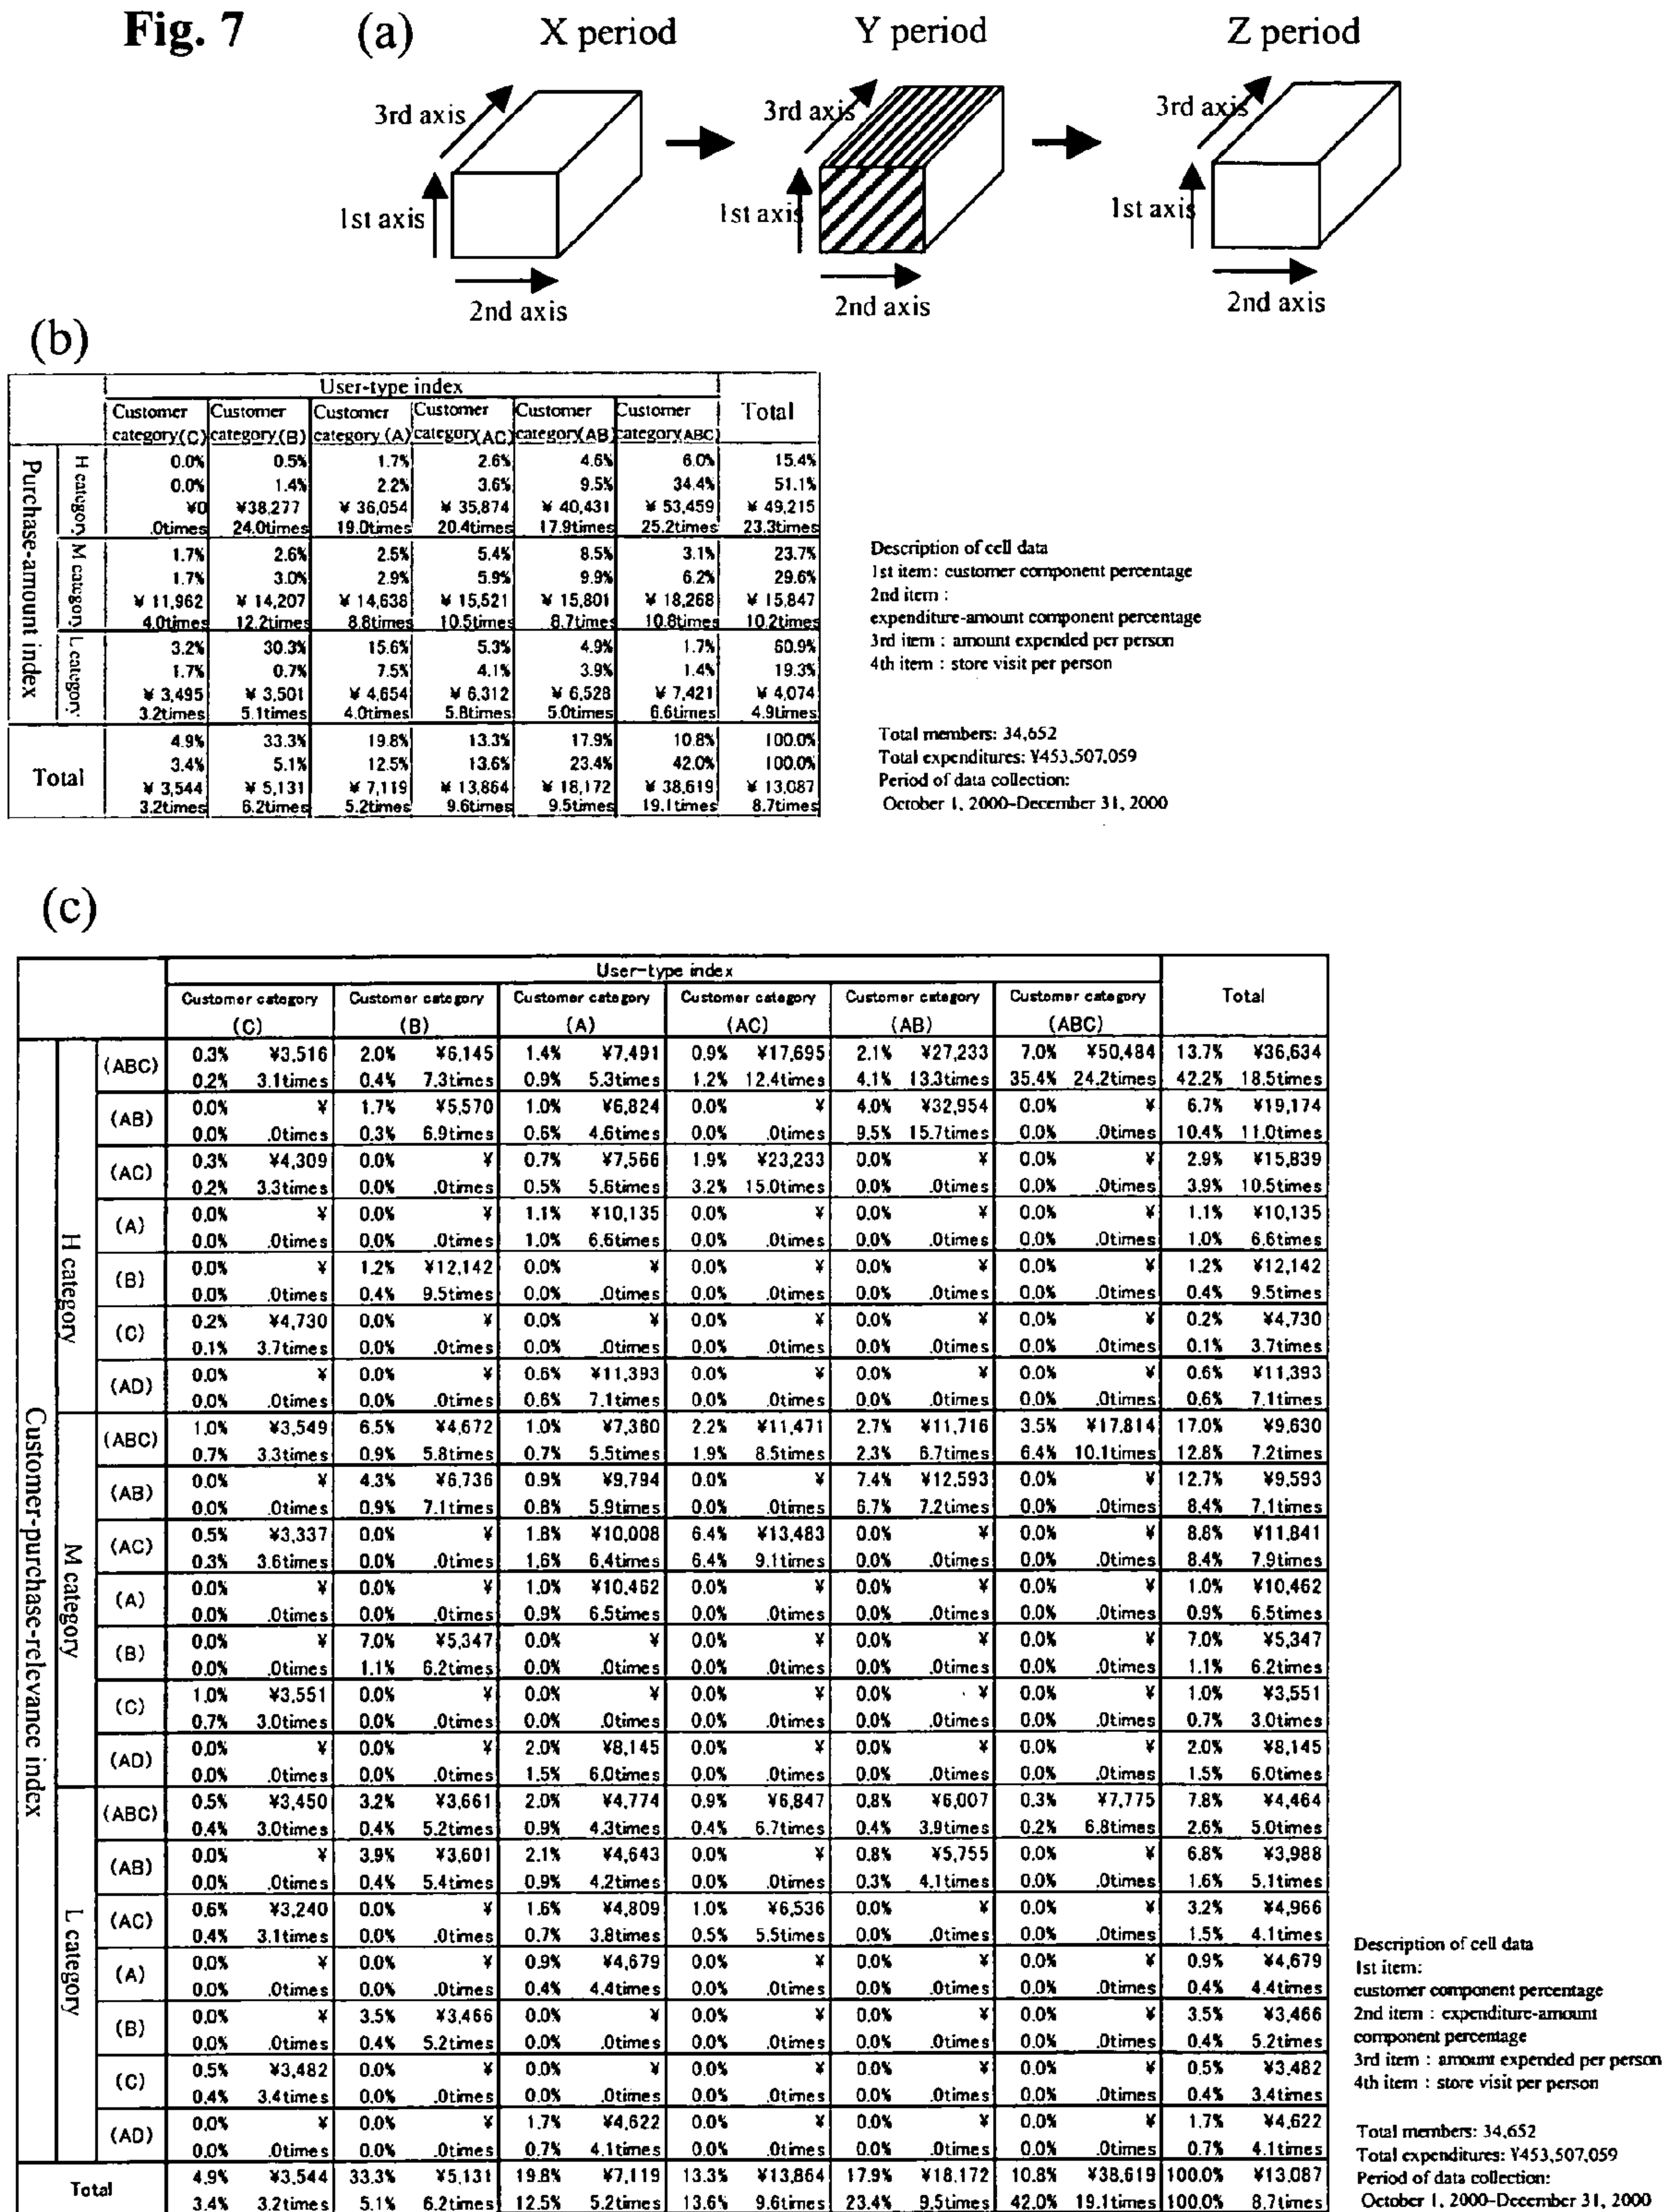 Fig. 7
(a)
X period
Y period
Z period
3rd axis
1st axis
2nd axis
3rd axis
1st axis
2nd axis
3rd axis
1st axis
2nd axis
(b)
User-type index
Customer category(C) Customer category(B) Customer category (A) Customer category(AC) Customer category(AB) Customer category(ABC) Total
Purchase-amount index
H category
0.0% 0.5% 1.7% 2.6% 4.6% 6.0% 15.4%
0.0% 1.4% 2.2% 3.6% 9.5% 34.4% 51.1%
¥0 ¥38,277 ¥ 36,054 ¥ 35,874 ¥ 40,431 ¥ 53,459 ¥ 49,215
.0times 24.0times 19.0times 20.4times 17.9times 25.2times 23.3times
M category
1.7% 2.6% 2.5% 5.4% 8.5% 3.1% 23.7%
1.7% 3.0% 2.9% 5.9% 9.9% 6.2% 29.6%
¥ 11,962 ¥ 14,207 ¥ 14,638 ¥ 15,521 ¥ 15,801 ¥ 18,268 ¥ 15,847
4.0times 12.2times 8.8times 10.5times 8.7times 10.8times 10.2times
L category
3.2% 30.3% 15.6% 5.3% 4.9% 1.7% 60.9%
1.7% 0.7% 7.5% 4.1% 3.9% 1.4% 19.3%
¥ 3,495 ¥ 3,501 ¥ 4,654 ¥ 6,312 ¥ 6,528 ¥ 7,421 ¥ 4,074
3.2times 5.1times 4.0times 5.8times 5.0times 6.6times 4.9times
Total
4.9% 33.3% 19.8% 13.3% 17.9% 10.8% 100.0%
3.4% 5.1% 12.5% 13.6% 23.4% 42.0% 100.0%
¥ 3,544 ¥ 5,131 ¥ 7,119 ¥ 13,864 ¥ 18,172 ¥ 38,619 ¥ 13,087
3.2times 6.2times 5.2times 9.6times 9.5times 19.1times 8.7times
Description of cell data
1st item: customer component percentage
2nd item :
expenditure-amount component percentage
3rd item : amount expended per person
4th item : store visit per person
Total members: 34,652
Total expenditures: ¥453,507,059
Period of data collection:
October 1, 2000–December 31, 2000
(c)
User-type index
Customer category Customer category Customer category Customer category Customer category Customer category Total
(C) (B) (A) (AC) (AB) (ABC)
Customer-purchase-relevance index
H category
(ABC)
0.3% ¥3,516 2.0% ¥6,145 1.4% ¥7,491 0.9% ¥17,695 2.1% ¥27,233 7.0% ¥50,484 13.7% ¥36,634
0.2% 3.1times 0.4% 7.3times 0.9% 5.3times 1.2% 12.4times 4.1% 13.3times 35.4% 24.2times 42.2% 18.5times
(AB)
0.0% ¥ 1.7% ¥5,570 1.0% ¥6,824 0.0% ¥ 4.0% ¥32,954 0.0% ¥ 6.7% ¥19,174
0.0% .0times 0.3% 6.9times 0.6% 4.6times 0.0% .0times 9.5% 15.7times 0.0% .0times 10.4% 11.0times
(AC)
0.3% ¥4,309 0.0% ¥ 0.7% ¥7,566 1.9% ¥23,233 0.0% ¥ 0.0% ¥ 2.9% ¥15,839
0.2% 3.3times 0.0% .0times 0.5% 5.6times 3.2% 15.0times 0.0% .0times 0.0% .0times 3.9% 10.5times
(A)
0.0% ¥ 0.0% ¥ 1.1% ¥10,135 0.0% ¥ 0.0% ¥ 0.0% ¥ 1.1% ¥10,135
0.0% .0times 0.0% .0times 1.0% 6.6times 0.0% .0times 0.0% .0times 0.0% .0times 1.0% 6.6times
(B)
0.0% ¥ 1.2% ¥12,142 0.0% ¥ 0.0% ¥ 0.0% ¥ 0.0% ¥ 1.2% ¥12,142
0.0% .0times 0.4% 9.5times 0.0% .0times 0.0% .0times 0.0% .0times 0.0% .0times 0.4% 9.5times
(C)
0.2% ¥4,730 0.0% ¥ 0.0% ¥ 0.0% ¥ 0.0% ¥ 0.0% ¥ 0.2% ¥4,730
0.1% 3.7times 0.0% .0times 0.0% .0times 0.0% .0times 0.0% .0times 0.0% .0times 0.1% 3.7times
(AD)
0.0% ¥ 0.0% ¥ 0.6% ¥11,393 0.0% ¥ 0.0% ¥ 0.0% ¥ 0.6% ¥11,393
0.0% .0times 0.0% .0times 0.6% 7.1times 0.0% .0times 0.0% .0times 0.0% .0times 0.6% 7.1times
M category
(ABC)
1.0% ¥3,549 6.5% ¥4,672 1.0% ¥7,360 2.2% ¥11,471 2.7% ¥11,716 3.5% ¥17,814 17.0% ¥9,630
0.7% 3.3times 0.9% 5.8times 0.7% 5.5times 1.9% 8.5times 2.3% 6.7times 6.4% 10.1times 12.8% 7.2times
(AB)
0.0% ¥ 4.3% ¥6,736 0.9% ¥9,794 0.0% ¥ 7.4% ¥12,593 0.0% ¥ 12.7% ¥9,593
0.0% .0times 0.9% 7.1times 0.8% 5.9times 0.0% .0times 6.7% 7.2times 0.0% .0times 8.4% 7.1times
(AC)
0.5% ¥3,337 0.0% ¥ 1.8% ¥10,008 6.4% ¥13,483 0.0% ¥ 0.0% ¥ 8.8% ¥11,841
0.3% 3.6times 0.0% .0times 1.6% 6.4times 6.4% 9.1times 0.0% .0times 0.0% .0times 8.4% 7.9times
(A)
0.0% ¥ 0.0% ¥ 1.0% ¥10,462 0.0% ¥ 0.0% ¥ 0.0% ¥ 1.0% ¥10,462
0.0% .0times 0.0% .0times 0.9% 6.5times 0.0% .0times 0.0% .0times 0.0% .0times 0.9% 6.5times
(B)
0.0% ¥ 7.0% ¥5,347 0.0% ¥ 0.0% ¥ 0.0% ¥ 0.0% ¥ 7.0% ¥5,347
0.0% .0times 1.1% 6.2times 0.0% .0times 0.0% .0times 0.0% .0times 0.0% .0times 1.1% 6.2times
(C)
1.0% ¥3,551 0.0% ¥ 0.0% ¥ 0.0% ¥ 0.0% ¥ 0.0% ¥ 1.0% ¥3,551
0.7% 3.0times 0.0% .0times 0.0% .0times 0.0% .0times 0.0% .0times 0.0% .0times 0.7% 3.0times
(AD)
0.0% ¥ 0.0% ¥ 2.0% ¥8,145 0.0% ¥ 0.0% ¥ 0.0% ¥ 2.0% ¥8,145
0.0% .0times 0.0% .0times 1.5% 6.0times 0.0% .0times 0.0% .0times 0.0% .0times 1.5% 6.0times
L category
(ABC)
0.5% ¥3,450 3.2% ¥3,661 2.0% ¥4,774 0.9% ¥6,847 0.8% ¥6,007 0.3% ¥7,775 7.8% ¥4,464
0.4% 3.0times 0.4% 5.2times 0.9% 4.3times 0.4% 6.7times 0.4% 3.9times 0.2% 6.8times 2.6% 5.0times
(AB)
0.0% ¥ 3.9% ¥3,601 2.1% ¥4,643 0.0% ¥ 0.8% ¥5,755 0.0% ¥ 6.8% ¥3,988
0.0% .0times 0.4% 5.4times 0.9% 4.2times 0.0% .0times 0.3% 4.1times 0.0% .0times 1.6% 5.1times
(AC)
0.6% ¥3,240 0.0% ¥ 1.6% ¥4,809 1.0% ¥6,536 0.0% ¥ 0.0% ¥ 3.2% ¥4,966
0.4% 3.1times 0.0% .0times 0.7% 3.8times 0.5% 5.5times 0.0% .0times 0.0% .0times 1.5% 4.1times
(A)
0.0% ¥ 0.0% ¥ 0.9% ¥4,679 0.0% ¥ 0.0% ¥ 0.0% ¥ 0.9% ¥4,679
0.0% .0times 0.0% .0times 0.4% 4.4times 0.0% .0times 0.0% .0times 0.0% .0times 0.4% 4.4times
(B)
0.0% ¥ 3.5% ¥3,466 0.0% ¥ 0.0% ¥ 0.0% ¥ 0.0% ¥ 3.5% ¥3,466
0.0% .0times 0.4% 5.2times 0.0% .0times 0.0% .0times 0.0% .0times 0.0% .0times 0.4% 5.2times
(C)
0.5% ¥3,482 0.0% ¥ 0.0% ¥ 0.0% ¥ 0.0% ¥ 0.0% ¥ 0.5% ¥3,482
0.4% 3.4times 0.0% .0times 0.0% .0times 0.0% .0times 0.0% .0times 0.0% .0times 0.4% 3.4times
(AD)
0.0% ¥ 0.0% ¥ 1.7% ¥4,622 0.0% ¥ 0.0% ¥ 0.0% ¥ 1.7% ¥4,622
0.0% .0times 0.0% .0times 0.7% 4.1times 0.0% .0times 0.0% .0times 0.0% .0times 0.7% 4.1times
Total
4.9% ¥3,544 33.3% ¥5,131 19.8% ¥7,119 13.3% ¥13,864 17.9% ¥18,172 10.8% ¥38,619 100.0% ¥13,087
3.4% 3.2times 5.1% 6.2times 12.5% 5.2times 13.6% 9.6times 23.4% 9.5times 42.0% 19.1times 100.0% 8.7times
Description of cell data
1st item:
customer component percentage
2nd item : expenditure-amount
component percentage
3rd item : amount expended per person
4th item : store visit per person
Total members: 34,652
Total expenditures: ¥453,507,059
Period of data collection:
October 1, 2000–December 31, 2000